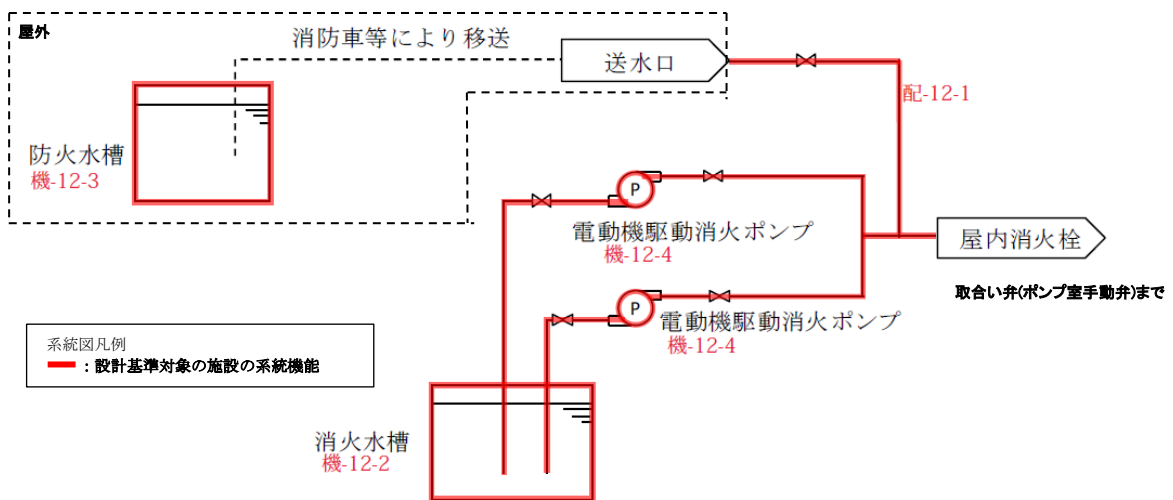 屋外
消防車等により移送
送水口
配-12-1
防火水槽
機-12-3
P
電動機駆動消火ポンプ
機-12-4
屋内消火栓
取合い弁(ポンプ室手動弁)まで
P
電動機駆動消火ポンプ
機-12-4
系統図凡例
：設計基準対象の施設の系統機能
消火水槽
機-12-2